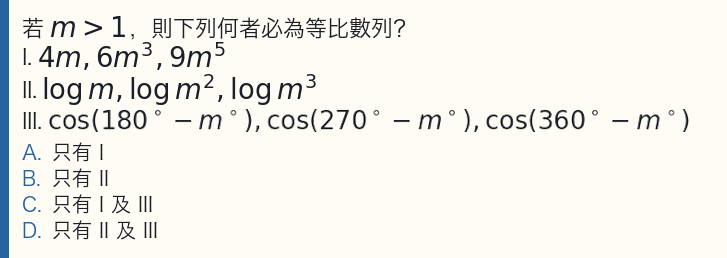 若 m > 1，則下列何者必為等比數列？
I. 4m, 6m³, 9m⁵
II. log m, log m², log m³
III. cos(180° − m°), cos(270° − m°), cos(360° − m°)
A. 只有 I
B. 只有 II
C. 只有 I 及 III
D. 只有 II 及 III